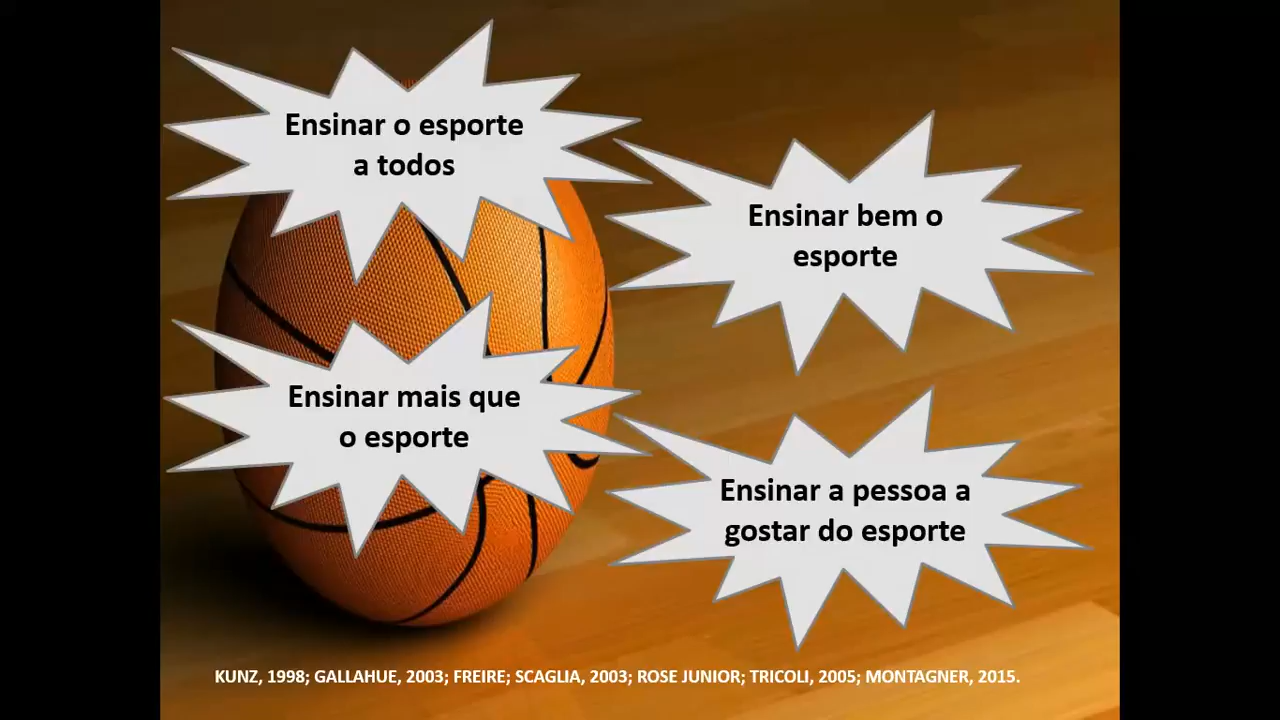 Ensinar o esporte
a todos
Ensinar bem o
esporte
Ensinar mais que
o esporte
Ensinar a pessoa a
gostar do esporte
KUNZ, 1998; GALLAHUE, 2003; FREIRE; SCAGLIA, 2003; ROSE JUNIOR; TRICOLI, 2005; MONTAGNER, 2015.